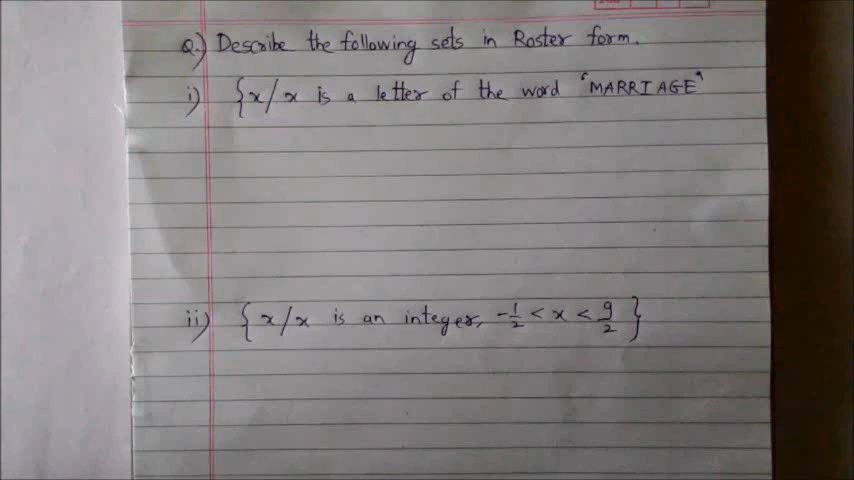 Q.) Describe the following sets in Roster form.
i) {x/x is a letter of the word 'MARRIAGE'
ii) {x/x is an integer, -1/2 < x < 9/2}